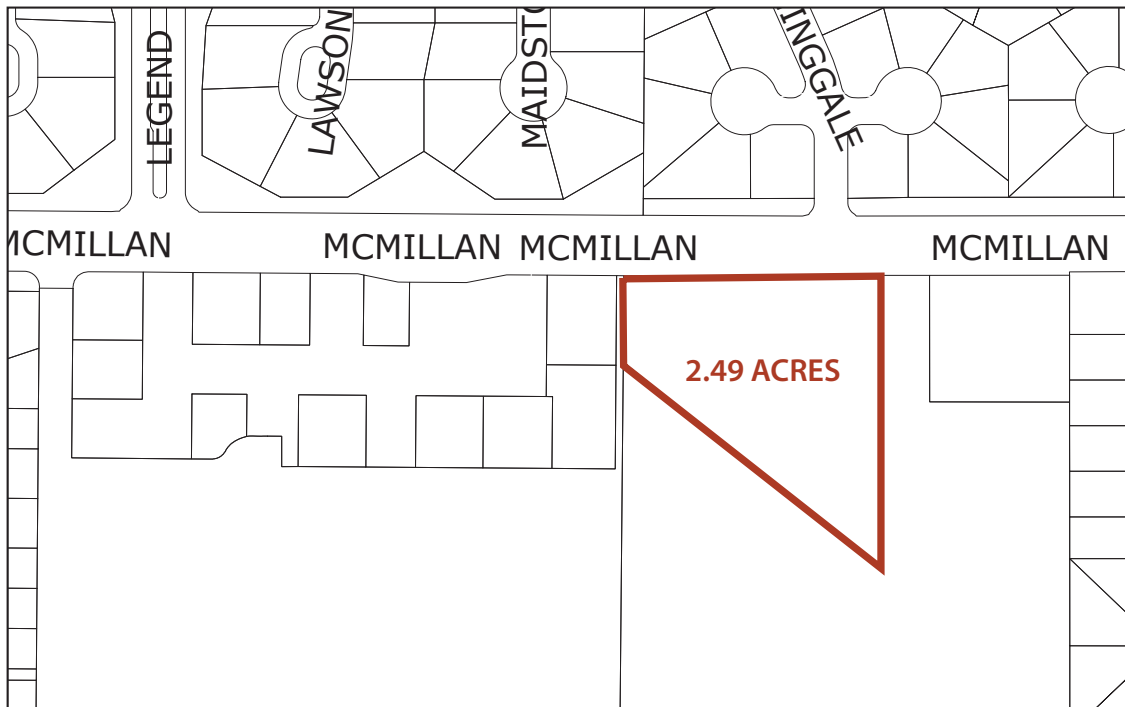 LEGEND
LAWSON
MAIDSTO
INGGALE
MCMILLAN
MCMILLAN
MCMILLAN
MCMILLAN
2.49 ACRES